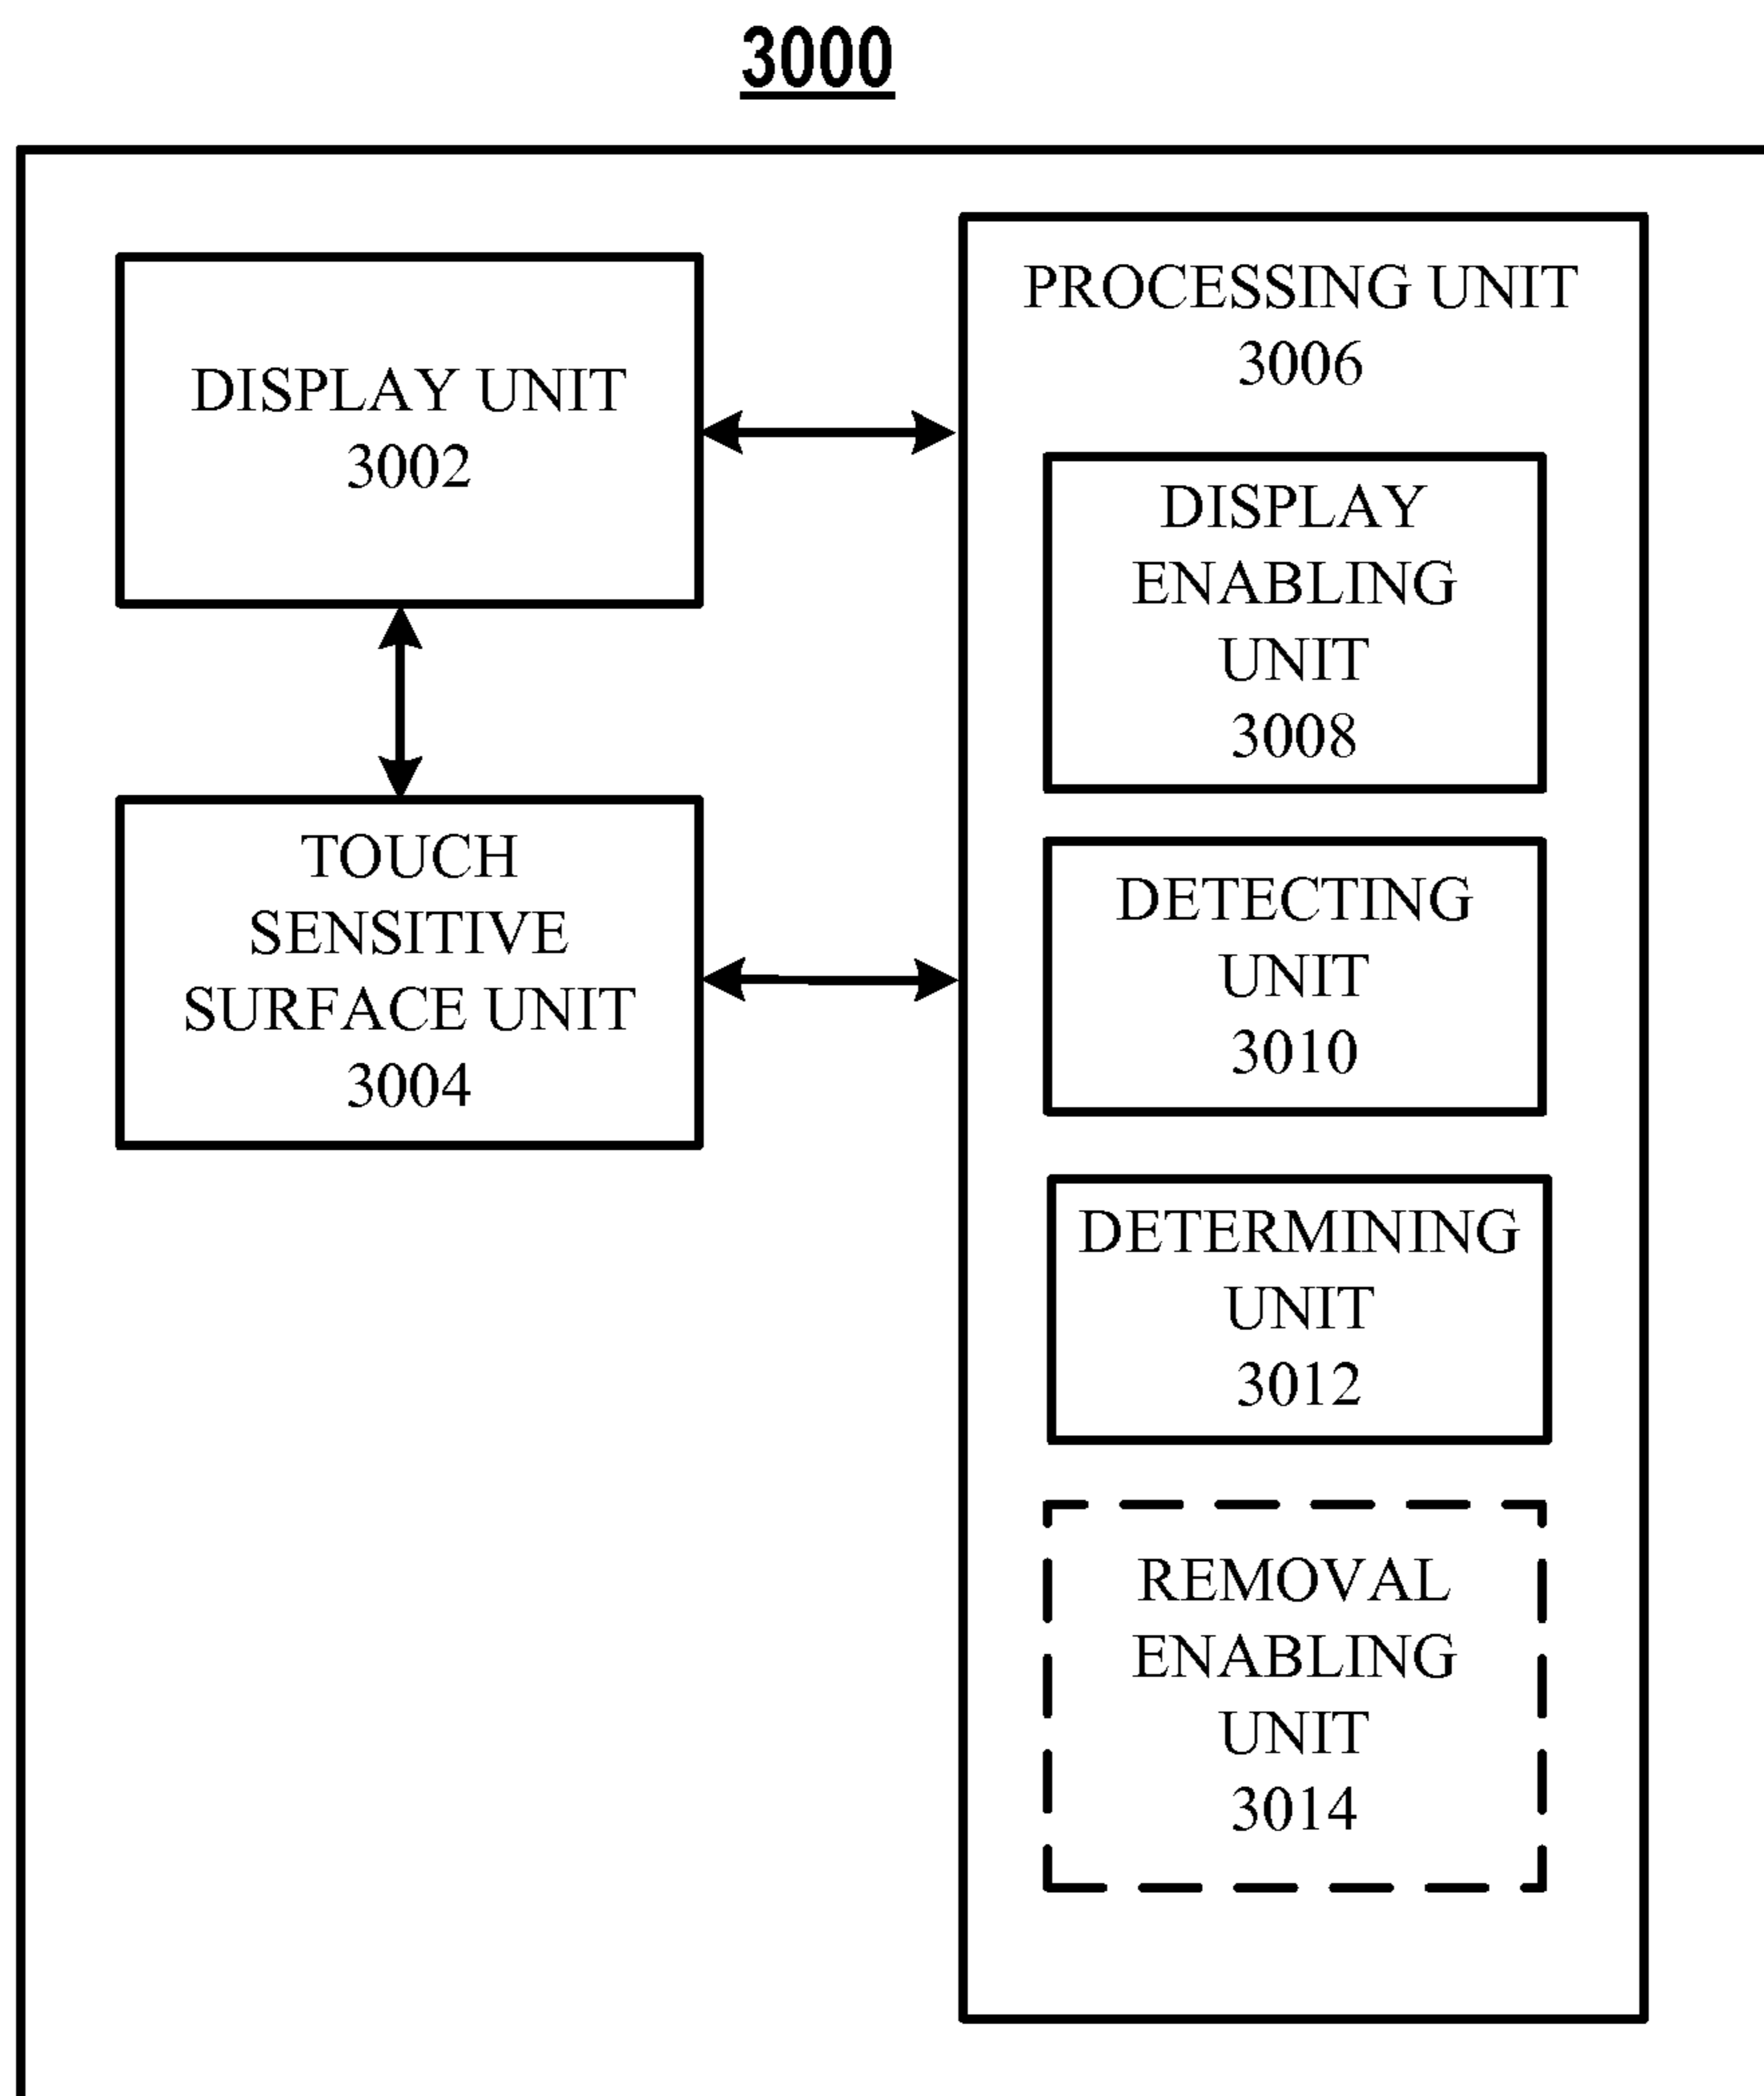 3000
DISPLAY UNIT
3002
TOUCH
SENSITIVE
SURFACE UNIT
3004
PROCESSING UNIT
3006
DISPLAY
ENABLING
UNIT
3008
DETECTING
UNIT
3010
DETERMINING
UNIT
3012
REMOVAL
ENABLING
UNIT
3014